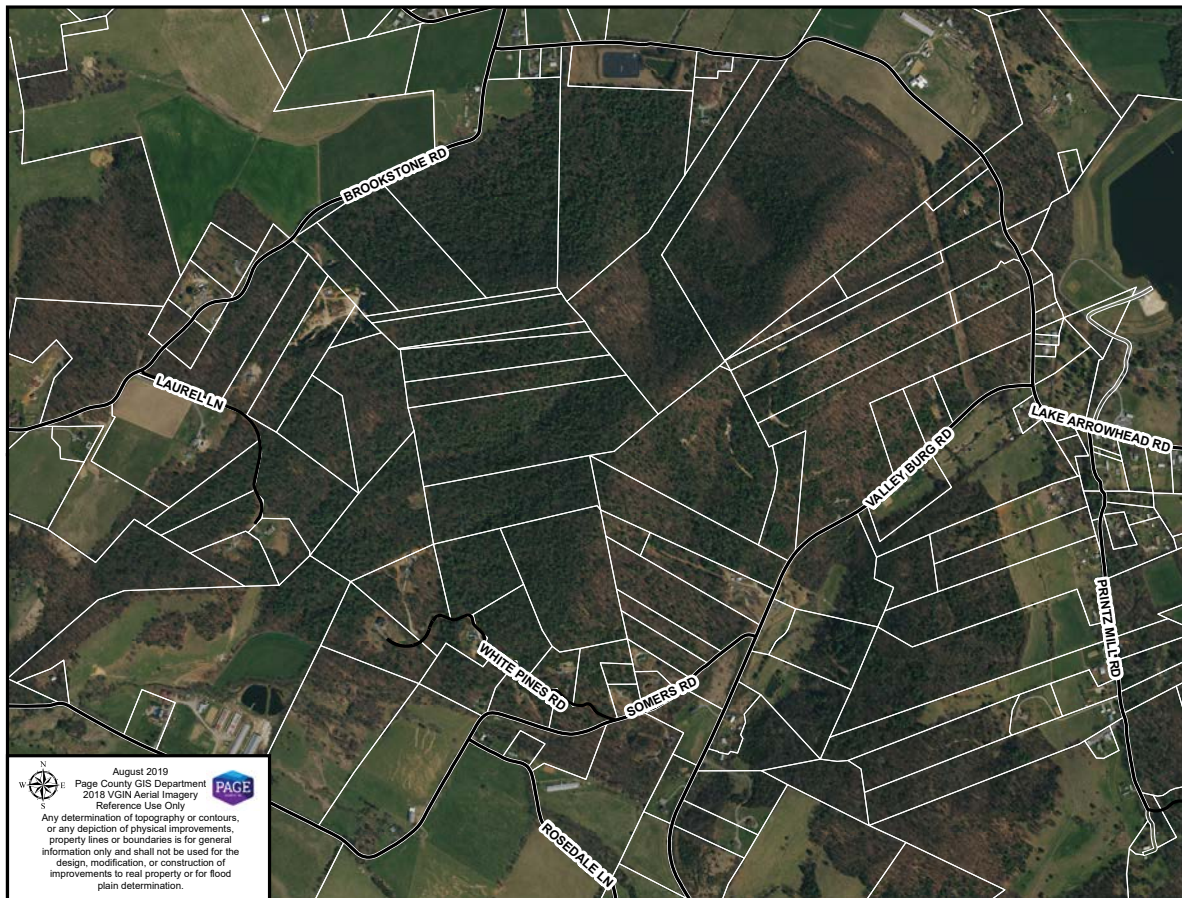 BROOKSTONE RD
LAUREL LN
LAKE ARROWHEAD RD
VALLEY BURG RD
PRINTZ MILL RD
WHITE PINES RD
SOMERS RD
ROSEDALE LN
N
W E
S
August 2019
Page County GIS Department
2018 VGIN Aerial Imagery
Reference Use Only
PAGE
Any determination of topography or contours,
or any depiction of physical improvements,
property lines or boundaries is for general
information only and shall not be used for the
design, modification, or construction of
improvements to real property or for flood
plain determination.